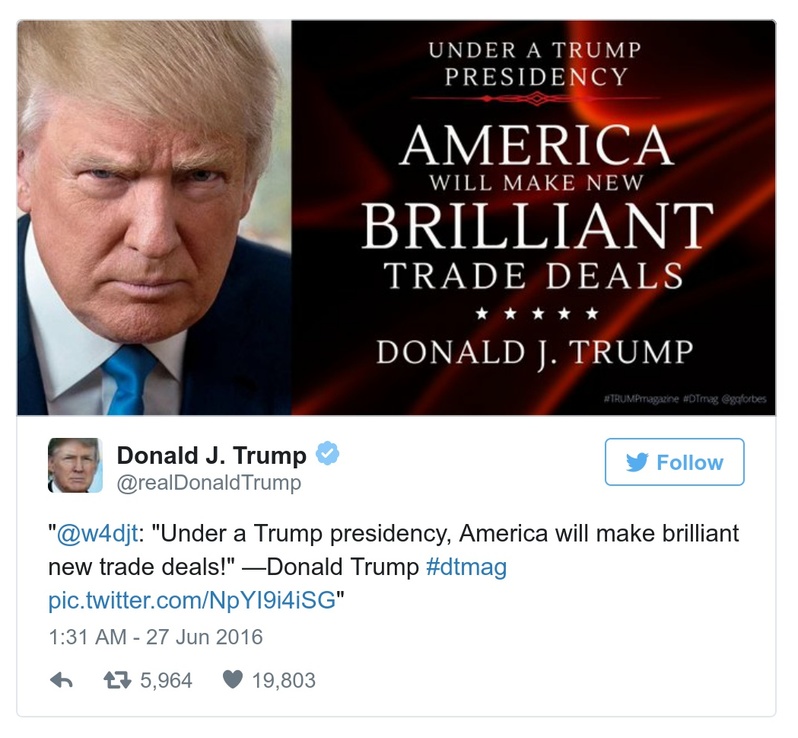 UNDER A TRUMP
PRESIDENCY
AMERICA
WILL MAKE NEW
BRILLIANT
TRADE DEALS
DONALD J. TRUMP
#TRUMPmagazine #DTmag @gqforbes
Donald J. Trump
@realDonaldTrump
Follow
"@w4djt: "Under a Trump presidency, America will make brilliant
new trade deals!" —Donald Trump #dtmag
pic.twitter.com/NpYI9i4iSG"
1:31 AM - 27 Jun 2016
5,964 19,803